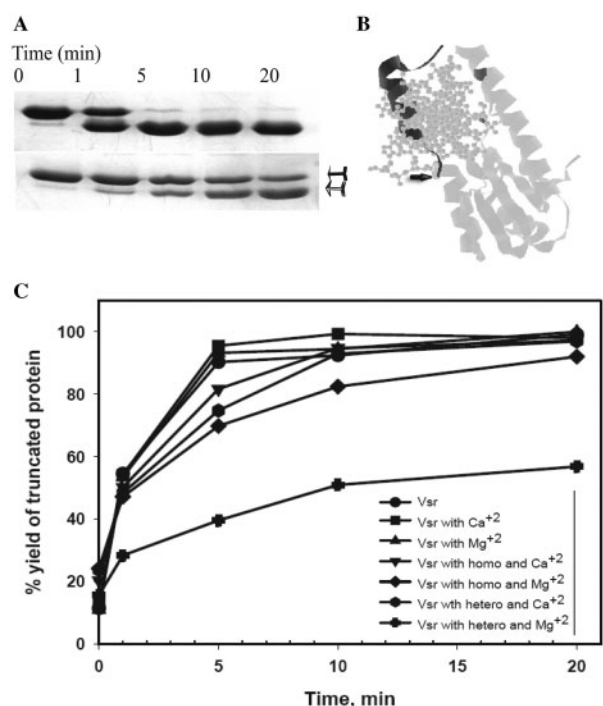 A
Time (min)
0 1 5 10 20
B
C
% yield of truncated protein
100
80
60
40
20
0
Vsr
Vsr with Ca+2
Vsr with Mg+2
Vsr with homo and Ca+2
Vsr with homo and Mg+2
Vsr wth hetero and Ca+2
Vsr with hetero and Mg+2
0 5 10 15 20
Time, min